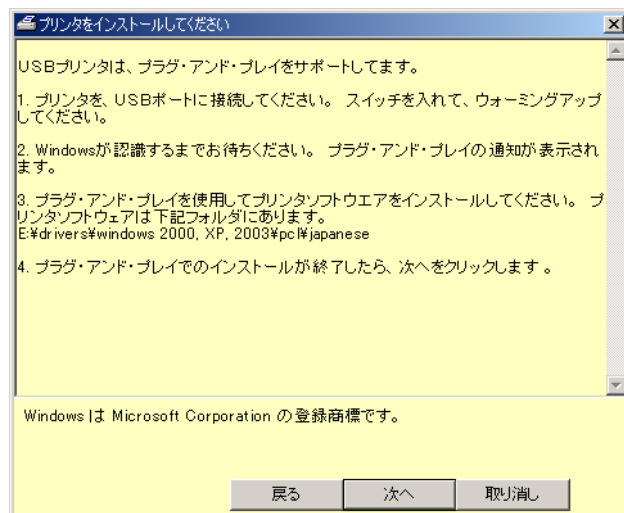 プリンタをインストールしてください
USBプリンタは、プラグ・アンド・プレイをサポートしてます。
1. プリンタを、USBポートに接続してください。 スイッチを入れて、ウォーミングアップ
してください。
2. Windowsが認識するまでお待ちください。 プラグ・アンド・プレイの通知が表示され
ます。
3. プラグ・アンド・プレイを使用してプリンタソフトウエアをインストールしてください。 プ
リンタソフトウェアは下記フォルダにあります。
E:¥drivers¥windows 2000, XP, 2003¥pcl¥japanese
4. プラグ・アンド・プレイでのインストールが終了したら、次へをクリックします 。
Windows は Microsoft Corporation の登録商標です。
戻る 次へ 取り消し